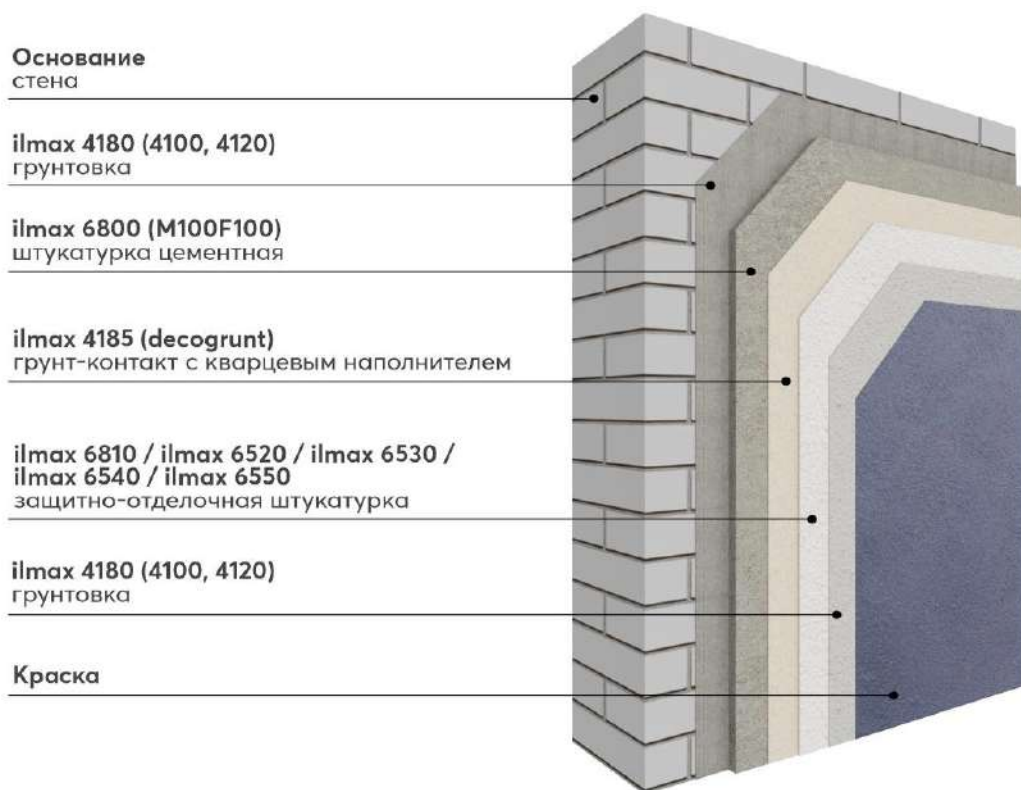 Основание
стена
ilmax 4180 (4100, 4120)
грунтовка
ilmax 6800 (M100F100)
штукатурка цементная
ilmax 4185 (decogrunt)
грунт-контакт с кварцевым наполнителем
ilmax 6810 / ilmax 6520 / ilmax 6530 /
ilmax 6540 / ilmax 6550
защитно-отделочная штукатурка
ilmax 4180 (4100, 4120)
грунтовка
Краска